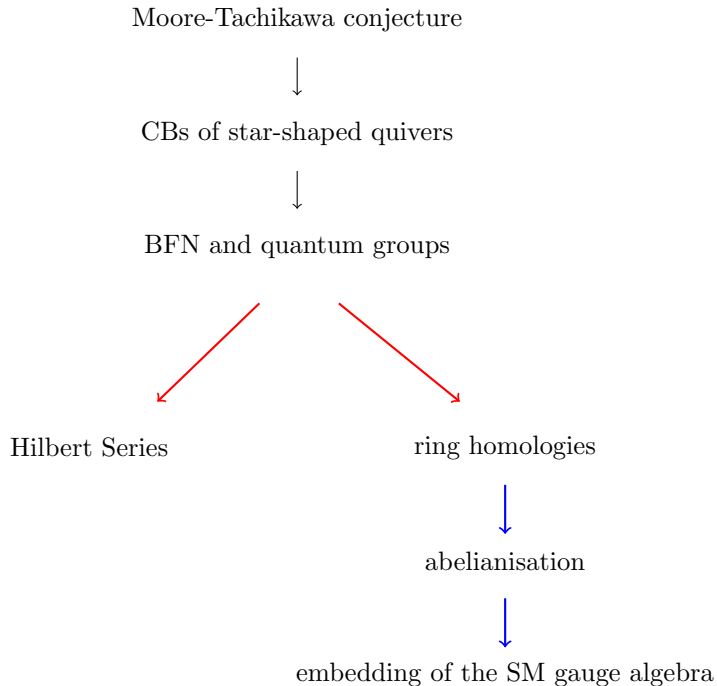 Moore-Tachikawa conjecture
CBs of star-shaped quivers
BFN and quantum groups
Hilbert Series
ring homologies
abelianisation
embedding of the SM gauge algebra